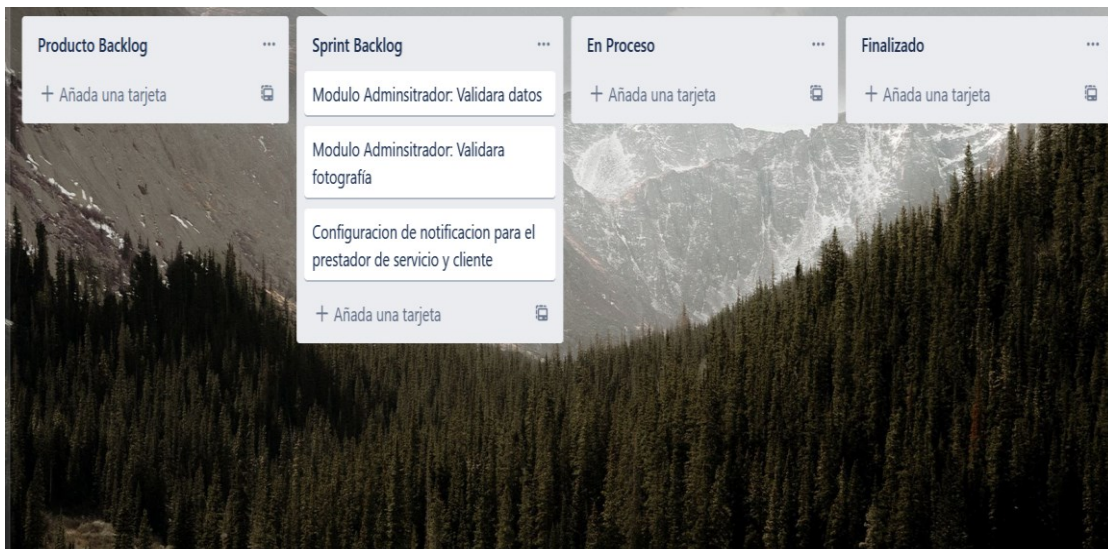 Producto Backlog
Añada una tarjeta
Sprint Backlog
Modulo Adminsitrador: Validara datos
Modulo Adminsitrador: Validara
fotografía
Configuracion de notificacion para el
prestador de servicio y cliente
Añada una tarjeta
En Proceso
Añada una tarjeta
Finalizado
Añada una tarjeta